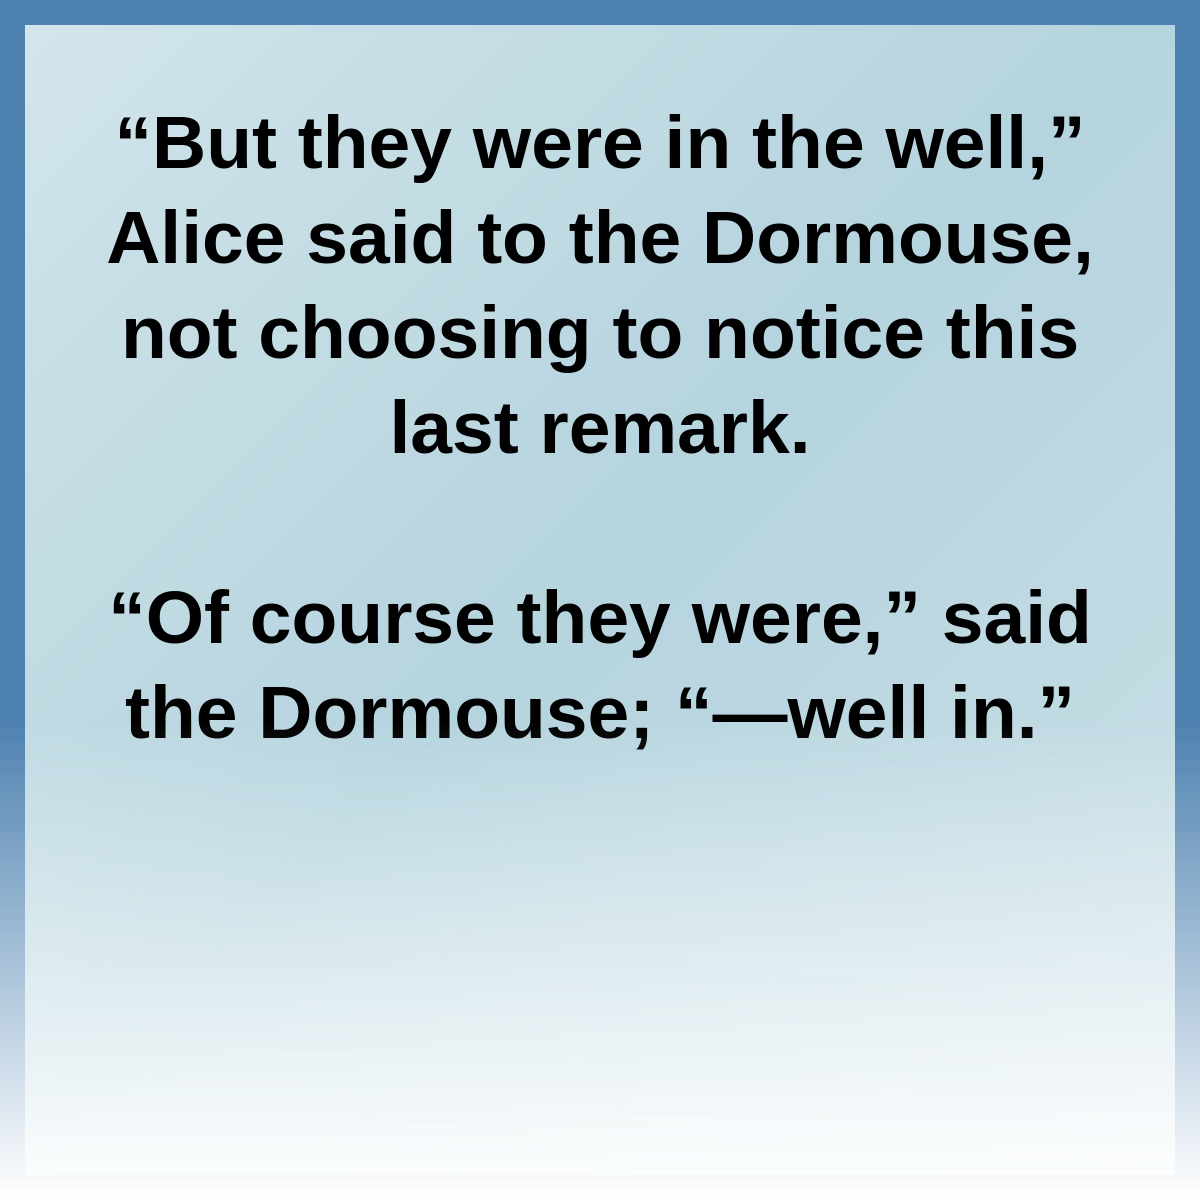 “But they were in the well,”
Alice said to the Dormouse,
not choosing to notice this
last remark.
“Of course they were,” said
the Dormouse; “—well in.”